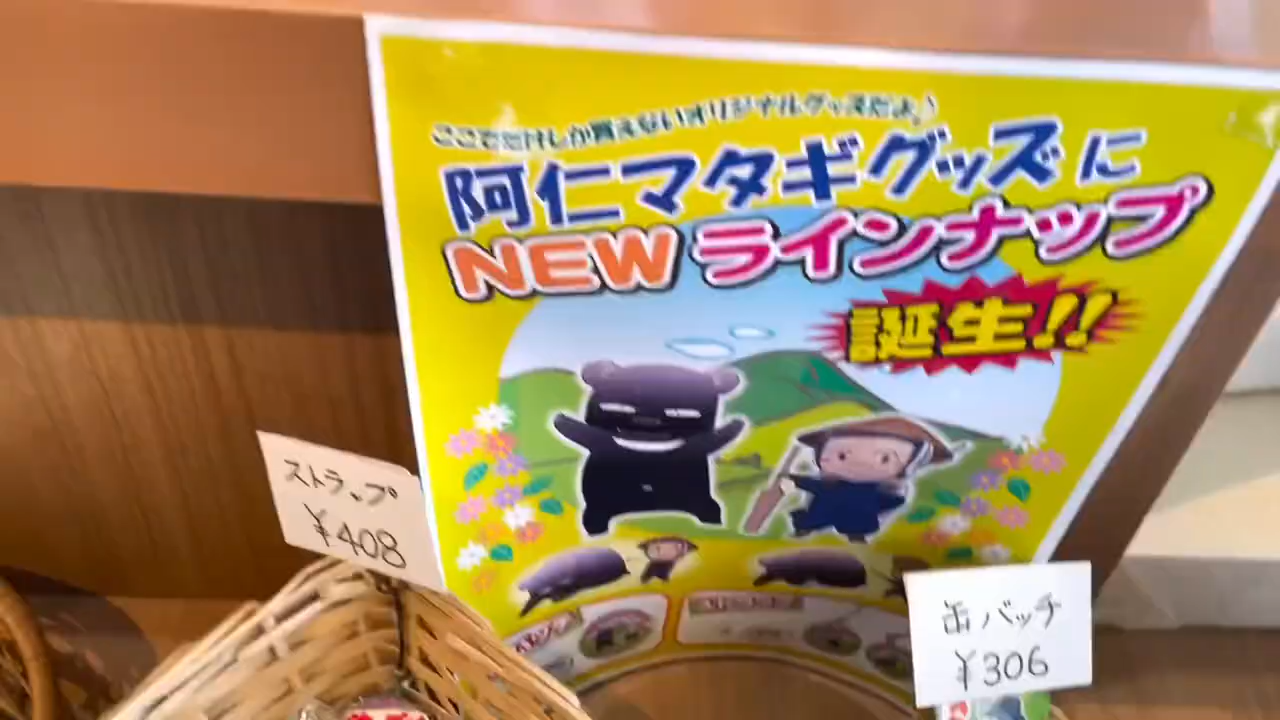 ここでだけしか買えないオリジナルグッズだよ♪
阿仁マタギグッズに
NEWラインナップ
誕生!!
ストラップ
¥408
缶バッチ
¥306